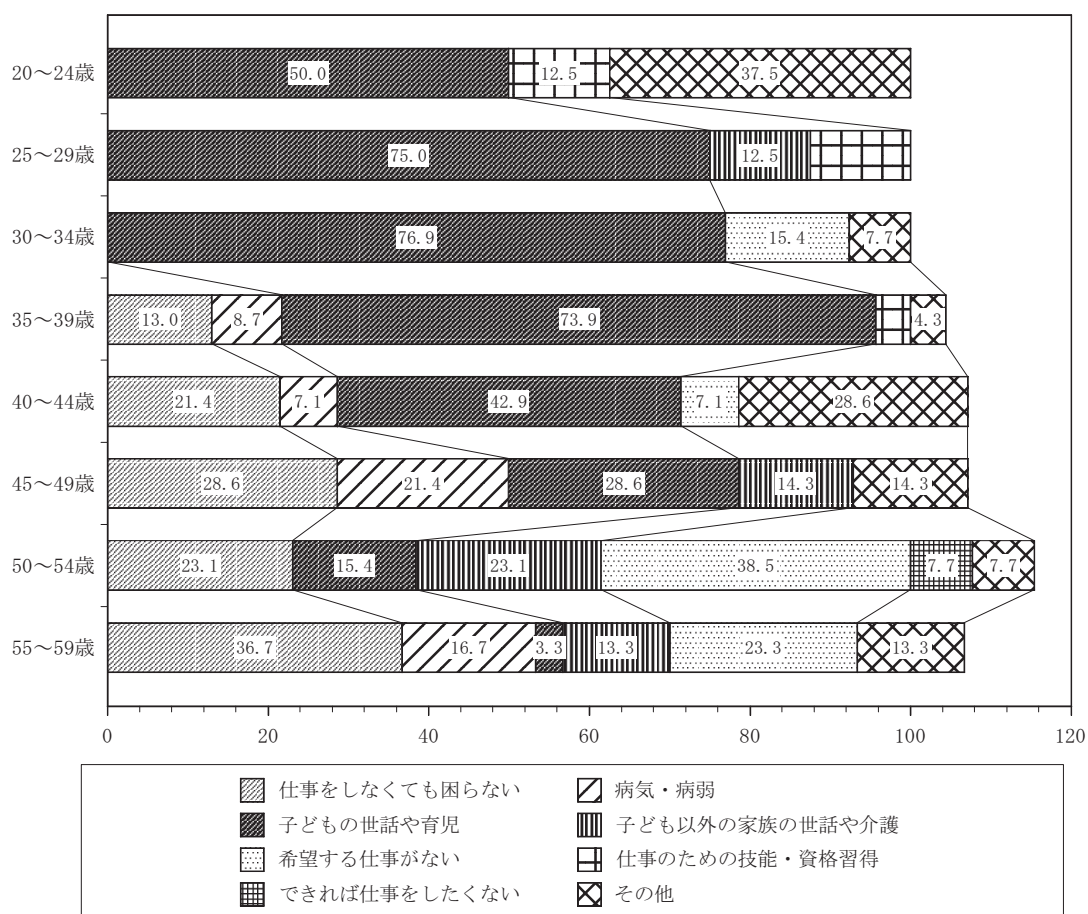 20～24歳 50.0 12.5 37.5
25～29歳 75.0 12.5
30～34歳 76.9 15.4 7.7
35～39歳 13.0 8.7 73.9 4.3
40～44歳 21.4 7.1 42.9 7.1 28.6
45～49歳 28.6 21.4 28.6 14.3 14.3
50～54歳 23.1 15.4 23.1 38.5 7.7 7.7
55～59歳 36.7 16.7 3.3 13.3 23.3 13.3
0 20 40 60 80 100 120
仕事をしなくても困らない 病気・病弱
子どもの世話や育児 子ども以外の家族の世話や介護
希望する仕事がない 仕事のための技能・資格習得
できれば仕事をしたくない その他